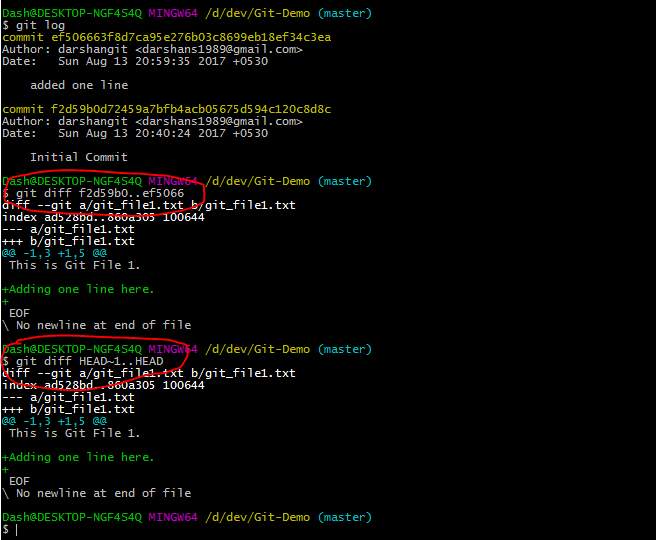 Dash@DESKTOP-NGF4S4Q MINGW64 /d/dev/Git-Demo (master)
$ git log
commit ef506663f8d7ca95e276b03c8699eb18ef34c3ea
Author: darshangit <darshans1989@gmail.com>
Date:   Sun Aug 13 20:59:35 2017 +0530

    added one line

commit f2d59b0d72459a7bfb4acb05675d594c120c8d8c
Author: darshangit <darshans1989@gmail.com>
Date:   Sun Aug 13 20:40:24 2017 +0530

    Initial Commit

Dash@DESKTOP-NGF4S4Q MINGW64 /d/dev/Git-Demo (master)
$ git diff f2d59b0..ef5066
diff --git a/git_file1.txt b/git_file1.txt
index ad528bd..860a305 100644
--- a/git_file1.txt
+++ b/git_file1.txt
@@ -1,3 +1,5 @@
 This is Git File 1.

+Adding one line here.
+
 EOF
\ No newline at end of file

Dash@DESKTOP-NGF4S4Q MINGW64 /d/dev/Git-Demo (master)
$ git diff HEAD~1..HEAD
diff --git a/git_file1.txt b/git_file1.txt
index ad528bd..860a305 100644
--- a/git_file1.txt
+++ b/git_file1.txt
@@ -1,3 +1,5 @@
 This is Git File 1.

+Adding one line here.
+
 EOF
\ No newline at end of file

Dash@DESKTOP-NGF4S4Q MINGW64 /d/dev/Git-Demo (master)
$